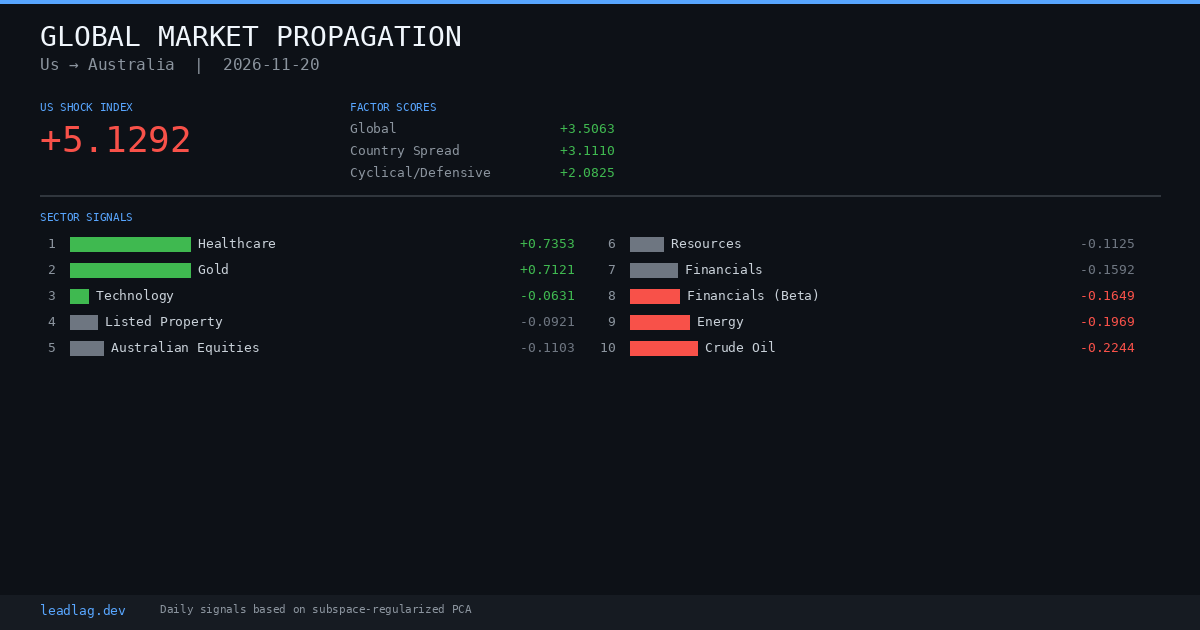 GLOBAL MARKET PROPAGATION
Us → Australia | 2026-11-20
US SHOCK INDEX
+5.1292
FACTOR SCORES
Global +3.5063
Country Spread +3.1110
Cyclical/Defensive +2.0825
SECTOR SIGNALS
1 Healthcare +0.7353
2 Gold +0.7121
3 Technology -0.0631
4 Listed Property -0.0921
5 Australian Equities -0.1103
6 Resources -0.1125
7 Financials -0.1592
8 Financials (Beta) -0.1649
9 Energy -0.1969
10 Crude Oil -0.2244
leadlag.dev Daily signals based on subspace-regularized PCA